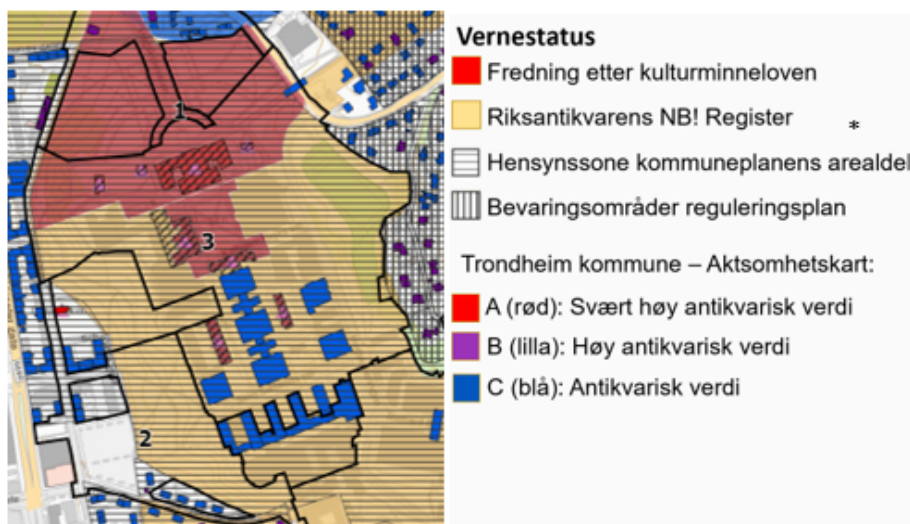 Vernestatus
Fredning etter kulturminneloven
Riksantikvarens NB! Register
*
Hensynssone kommuneplanens arealdel
Bevaringsområder reguleringsplan
Trondheim kommune – Aktsomhetskart:
A (rød): Svært høy antikvarisk verdi
B (lilla): Høy antikvarisk verdi
C (blå): Antikvarisk verdi
1
3
2